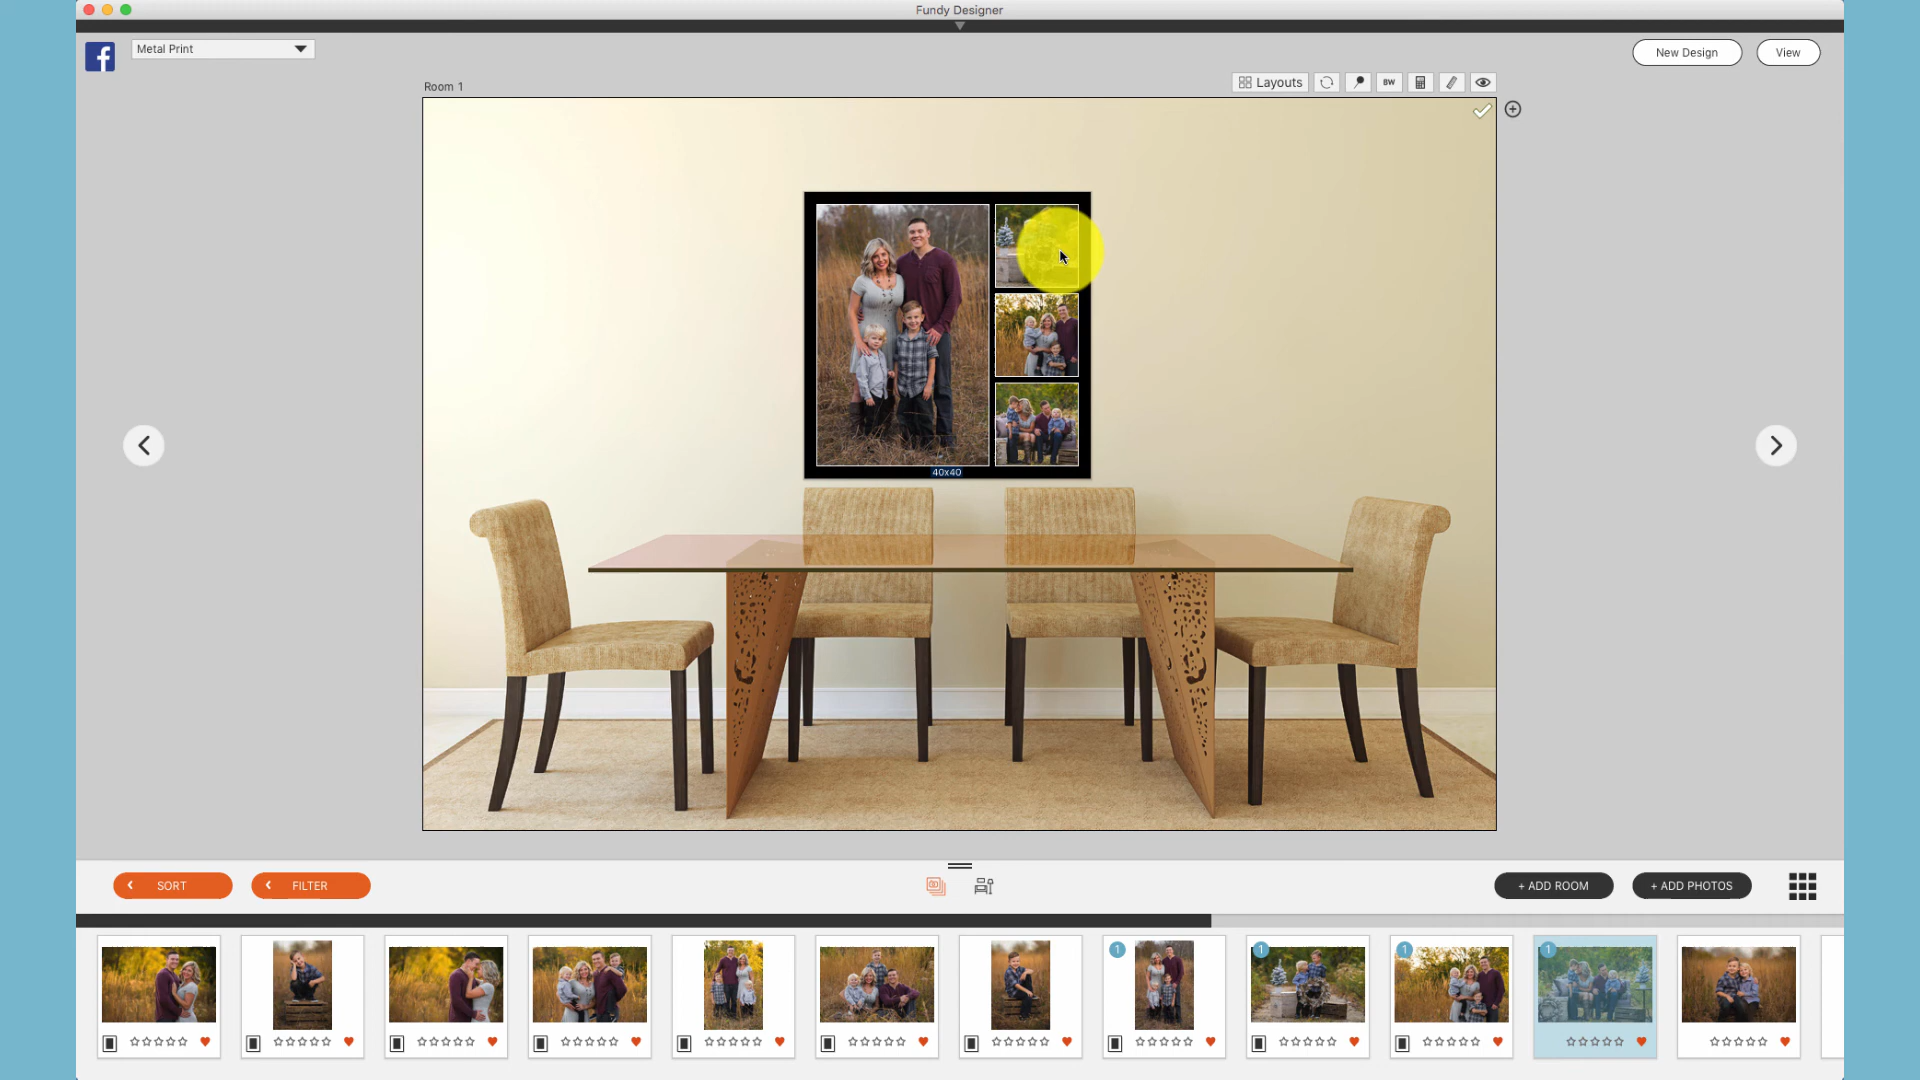 Fundy Designer
Metal Print
New Design
View
Room 1
Layouts
BW
40x40
SORT
FILTER
+ ADD ROOM
+ ADD PHOTOS
1
1
1
1